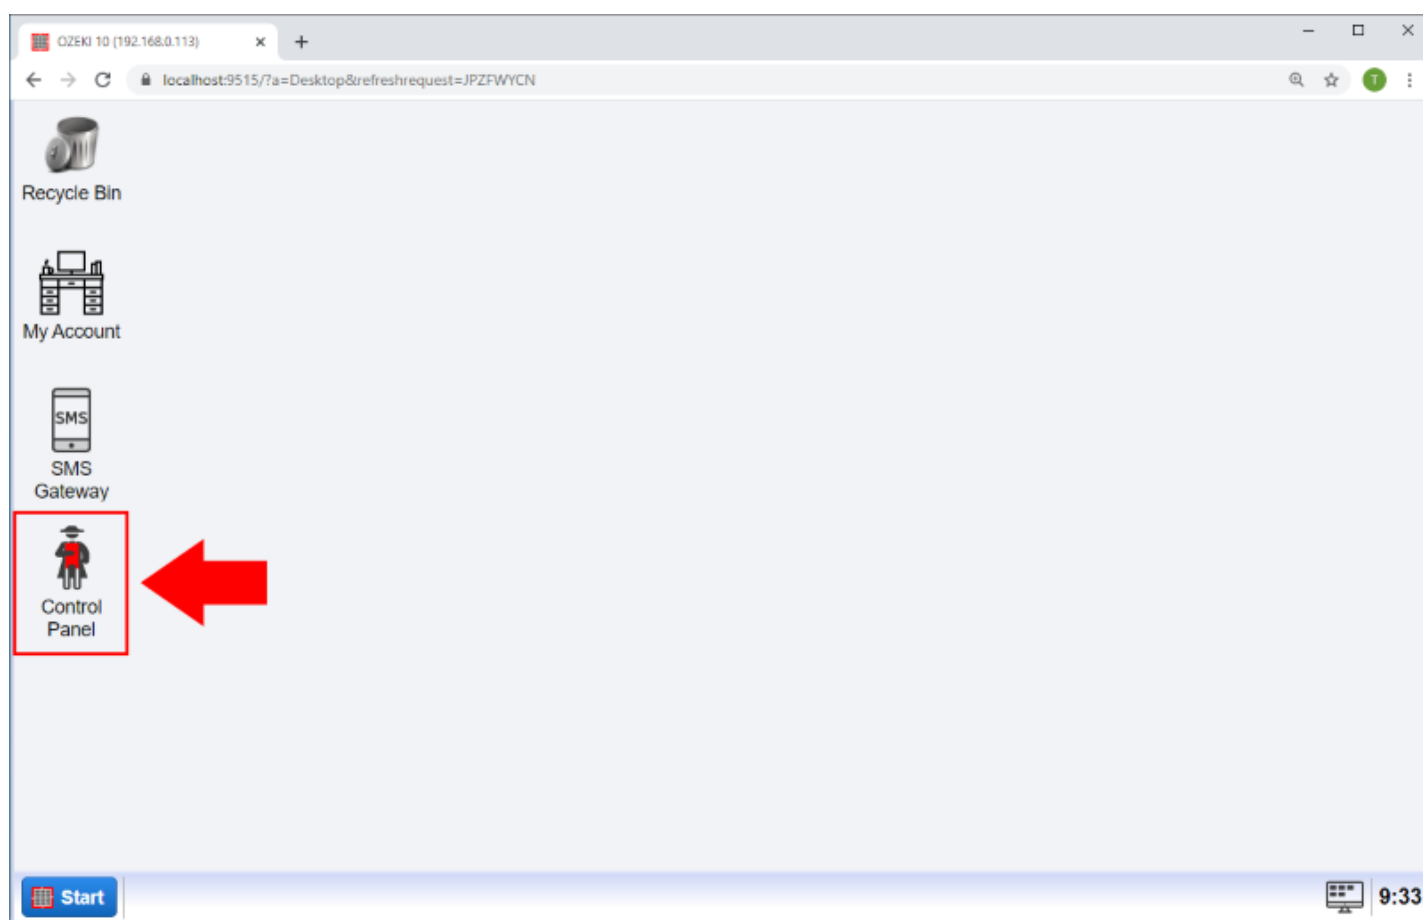 OZEKI 10 (192.168.0.113)
localhost:9515/?a=Desktop&refreshrequest=JPZFWYCN
T
Recycle Bin
My Account
SMS
SMS
Gateway
Control
Panel
Start
9:33